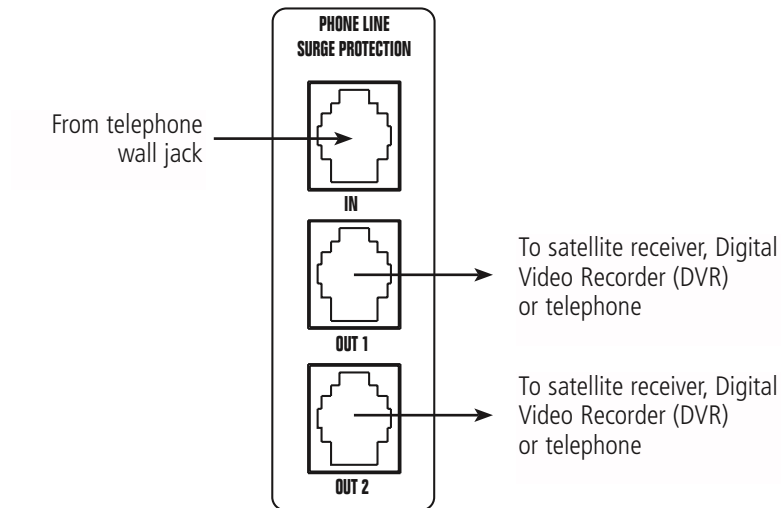 PHONE LINE
SURGE PROTECTION
From telephone
wall jack
IN
To satellite receiver, Digital
Video Recorder (DVR)
or telephone
OUT 1
To satellite receiver, Digital
Video Recorder (DVR)
or telephone
OUT 2